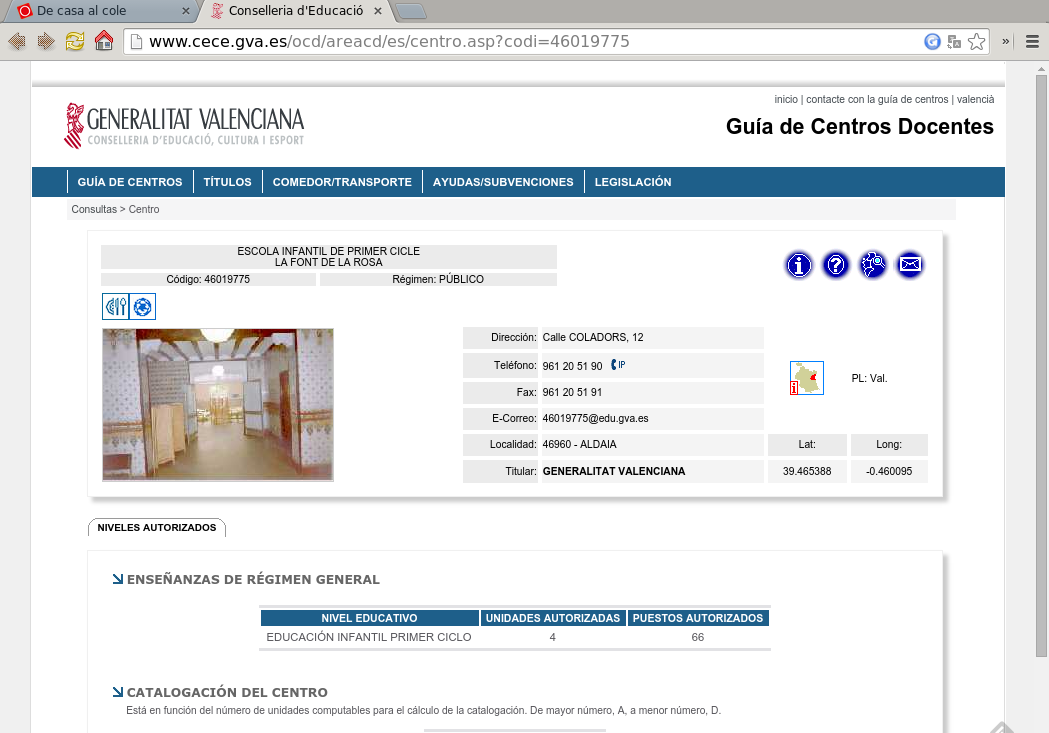 De casa al cole
Conselleria d'Educació
www.cece.gva.es/ocd/areacd/es/centro.asp?codi=46019775
»
GENERALITAT VALENCIANA
CONSELLERIA D'EDUCACIÓ, CULTURA I ESPORT
inicio | contacte con la guía de centros | valencià
Guía de Centros Docentes
GUÍA DE CENTROS | TÍTULOS | COMEDOR/TRANSPORTE | AYUDAS/SUBVENCIONES | LEGISLACIÓN
Consultas > Centro
ESCOLA INFANTIL DE PRIMER CICLE
LA FONT DE LA ROSA
Código: 46019775 Régimen: PÚBLICO
Dirección: Calle COLADORS, 12
Teléfono: 961 20 51 90 IP
Fax: 961 20 51 91
PL: Val.
E-Correo: 46019775@edu.gva.es
Localidad: 46960 - ALDAIA Lat: Long:
Titular: GENERALITAT VALENCIANA 39.465388 -0.460095
NIVELES AUTORIZADOS
ENSEÑANZAS DE RÉGIMEN GENERAL
NIVEL EDUCATIVO UNIDADES AUTORIZADAS PUESTOS AUTORIZADOS
EDUCACIÓN INFANTIL PRIMER CICLO 4 66
CATALOGACIÓN DEL CENTRO
Está en función del número de unidades computables para el cálculo de la catalogación. De mayor número, A, a menor número, D.